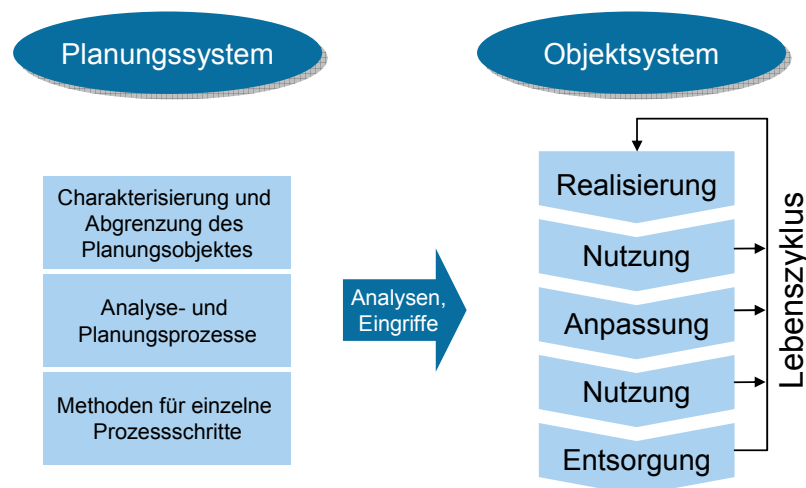 Planungssystem
Objektsystem
Charakterisierung und
Abgrenzung des
Planungsobjektes
Analyse- und
Planungsprozesse
Methoden für einzelne
Prozessschritte
Analysen,
Eingriffe
Realisierung
Nutzung
Anpassung
Nutzung
Entsorgung
Lebenszyklus